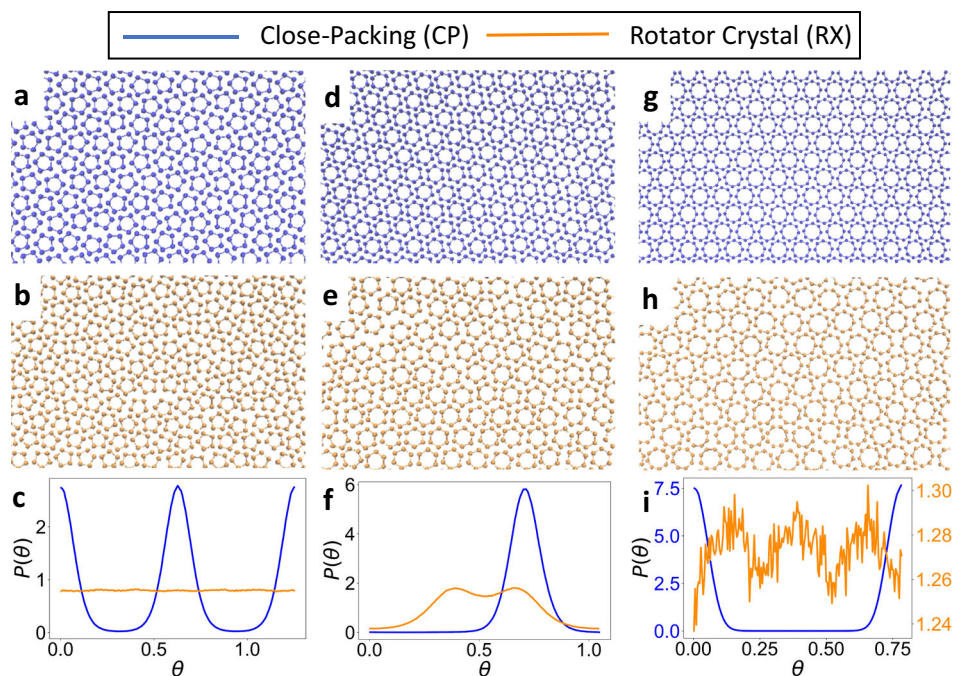 Close-Packing (CP) Rotator Crystal (RX)
a d g
b e h
c f i
P(θ)
2
1
0
0.0 0.5 1.0
θ
P(θ)
6
4
2
0
0.0 0.5 1.0
θ
P(θ)
7.5
5.0
2.5
0.0
1.30
1.28
1.26
1.24
0.00 0.25 0.50 0.75
θ